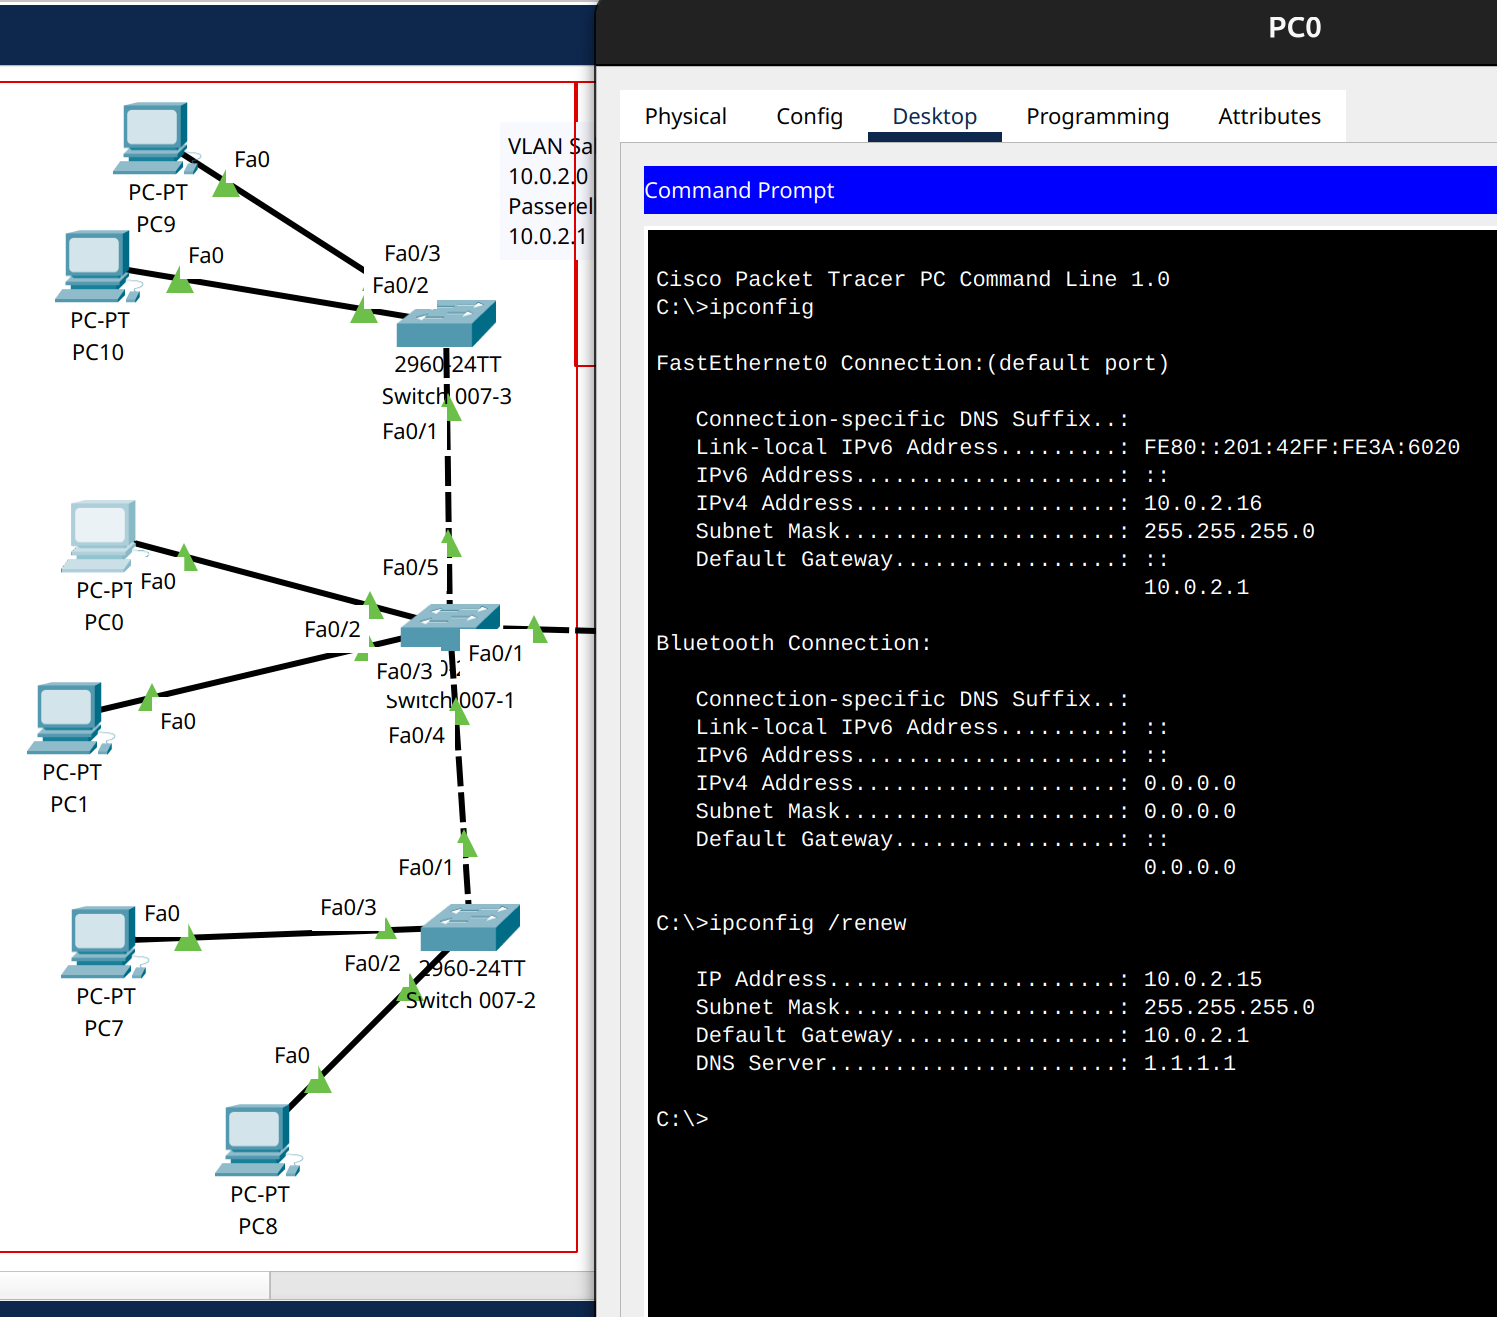 PC0
Physical
Config
Desktop
Programming
Attributes
Command Prompt
Cisco Packet Tracer PC Command Line 1.0
C:\>ipconfig
FastEthernet0 Connection:(default port)
Connection-specific DNS Suffix..:
Link-local IPv6 Address.........: FE80::201:42FF:FE3A:6020
IPv6 Address....................: ::
IPv4 Address....................: 10.0.2.16
Subnet Mask.....................: 255.255.255.0
Default Gateway.................: ::
10.0.2.1
Bluetooth Connection:
Connection-specific DNS Suffix..:
Link-local IPv6 Address.........: ::
IPv6 Address....................: ::
IPv4 Address....................: 0.0.0.0
Subnet Mask.....................: 0.0.0.0
Default Gateway.................: ::
0.0.0.0
C:\>ipconfig /renew
IP Address......................: 10.0.2.15
Subnet Mask.....................: 255.255.255.0
Default Gateway.................: 10.0.2.1
DNS Server......................: 1.1.1.1
C:\>
VLAN Sa
10.0.2.0
Passerel
10.0.2.1
Fa0
PC-PT
PC9
Fa0
PC-PT
PC10
Fa0/3
Fa0/2
2960-24TT
Switch 007-3
Fa0/1
Fa0/5
Fa0
PC-PT
PC0
Fa0/2
Fa0/1
Fa0/3
Switch 007-1
Fa0/4
Fa0
PC-PT
PC1
Fa0/1
Fa0
Fa0/3
PC-PT
PC7
Fa0/2
2960-24TT
Switch 007-2
Fa0
PC-PT
PC8